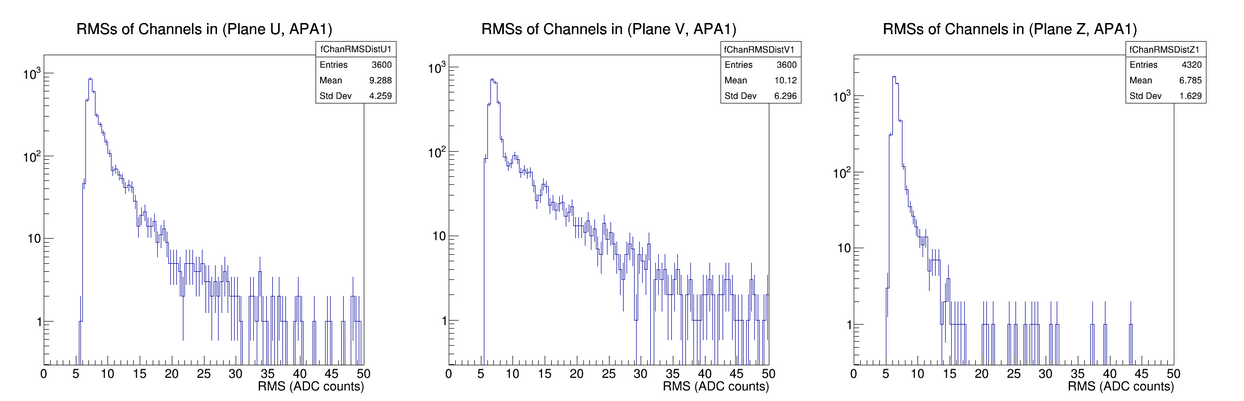 RMSs of Channels in (Plane U, APA1)
fChanRMSDistU1
Entries 3600
Mean 9.288
Std Dev 4.259
10³
10²
10
1
0 5 10 15 20 25 30 35 40 45 50
RMS (ADC counts)
RMSs of Channels in (Plane V, APA1)
fChanRMSDistV1
Entries 3600
Mean 10.12
Std Dev 6.296
10³
10²
10
1
0 5 10 15 20 25 30 35 40 45 50
RMS (ADC counts)
RMSs of Channels in (Plane Z, APA1)
fChanRMSDistZ1
Entries 4320
Mean 6.785
Std Dev 1.629
10³
10²
10
1
0 5 10 15 20 25 30 35 40 45 50
RMS (ADC counts)